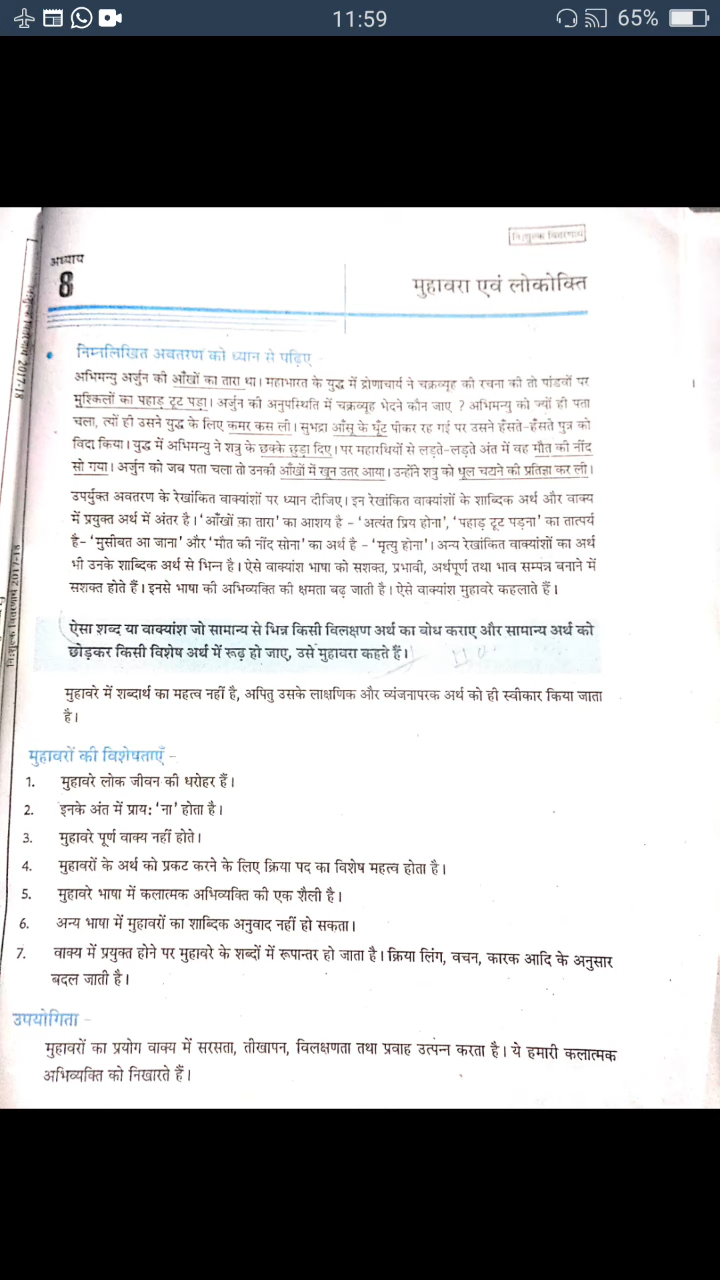 11:59
65%
निःशुल्क वितरणार्थ
अध्याय
8
मुहावरा एवं लोकोक्ति
निम्नलिखित अवतरण को ध्यान से पढ़िए -
अभिमन्यु अर्जुन की आँखों का तारा था। महाभारत के युद्ध में द्रोणाचार्य ने चक्रव्यूह की रचना की तो पांडवों पर
मुश्किलों का पहाड़ टूट पड़ा। अर्जुन की अनुपस्थिति में चक्रव्यूह भेदने कौन जाए ? अभिमन्यु को ज्यों ही पता
चला, त्यों ही उसने युद्ध के लिए कमर कस ली। सुभद्रा आँसू के घूँट पीकर रह गई पर उसने हँसते-हँसते पुत्र को
विदा किया। युद्ध में अभिमन्यु ने शत्रु के छक्के छुड़ा दिए। पर महारथियों से लड़ते-लड़ते अंत में वह मौत की नींद
सो गया। अर्जुन को जब पता चला तो उनकी आँखों में खून उतर आया। उन्होंने शत्रु को धूल चटाने की प्रतिज्ञा कर ली।
उपर्युक्त अवतरण के रेखांकित वाक्यांशों पर ध्यान दीजिए। इन रेखांकित वाक्यांशों के शाब्दिक अर्थ और वाक्य
में प्रयुक्त अर्थ में अंतर है। 'आँखों का तारा' का आशय है - 'अत्यंत प्रिय होना', 'पहाड़ टूट पड़ना' का तात्पर्य
है- 'मुसीबत आ जाना' और 'मौत की नींद सोना' का अर्थ है - 'मृत्यु होना'। अन्य रेखांकित वाक्यांशों का अर्थ
भी उनके शाब्दिक अर्थ से भिन्न है। ऐसे वाक्यांश भाषा को सशक्त, प्रभावी, अर्थपूर्ण तथा भाव सम्पन्न बनाने में
सशक्त होते हैं। इनसे भाषा की अभिव्यक्ति की क्षमता बढ़ जाती है। ऐसे वाक्यांश मुहावरे कहलाते हैं।
ऐसा शब्द या वाक्यांश जो सामान्य से भिन्न किसी विलक्षण अर्थ का बोध कराए और सामान्य अर्थ को
छोड़कर किसी विशेष अर्थ में रूढ़ हो जाए, उसे मुहावरा कहते हैं।
मुहावरे में शब्दार्थ का महत्व नहीं है, अपितु उसके लाक्षणिक और व्यंजनापरक अर्थ को ही स्वीकार किया जाता
है।
मुहावरों की विशेषताएँ -
1. मुहावरे लोक जीवन की धरोहर हैं।
2. इनके अंत में प्राय: 'ना' होता है।
3. मुहावरे पूर्ण वाक्य नहीं होते।
4. मुहावरों के अर्थ को प्रकट करने के लिए क्रिया पद का विशेष महत्व होता है।
5. मुहावरे भाषा में कलात्मक अभिव्यक्ति की एक शैली है।
6. अन्य भाषा में मुहावरों का शाब्दिक अनुवाद नहीं हो सकता।
7. वाक्य में प्रयुक्त होने पर मुहावरे के शब्दों में रूपान्तर हो जाता है। क्रिया लिंग, वचन, कारक आदि के अनुसार
बदल जाती है।
उपयोगिता -
मुहावरों का प्रयोग वाक्य में सरसता, तीखापन, विलक्षणता तथा प्रवाह उत्पन्न करता है। ये हमारी कलात्मक
अभिव्यक्ति को निखारते हैं।
निःशुल्क वितरणार्थ 2017-18
2017-18